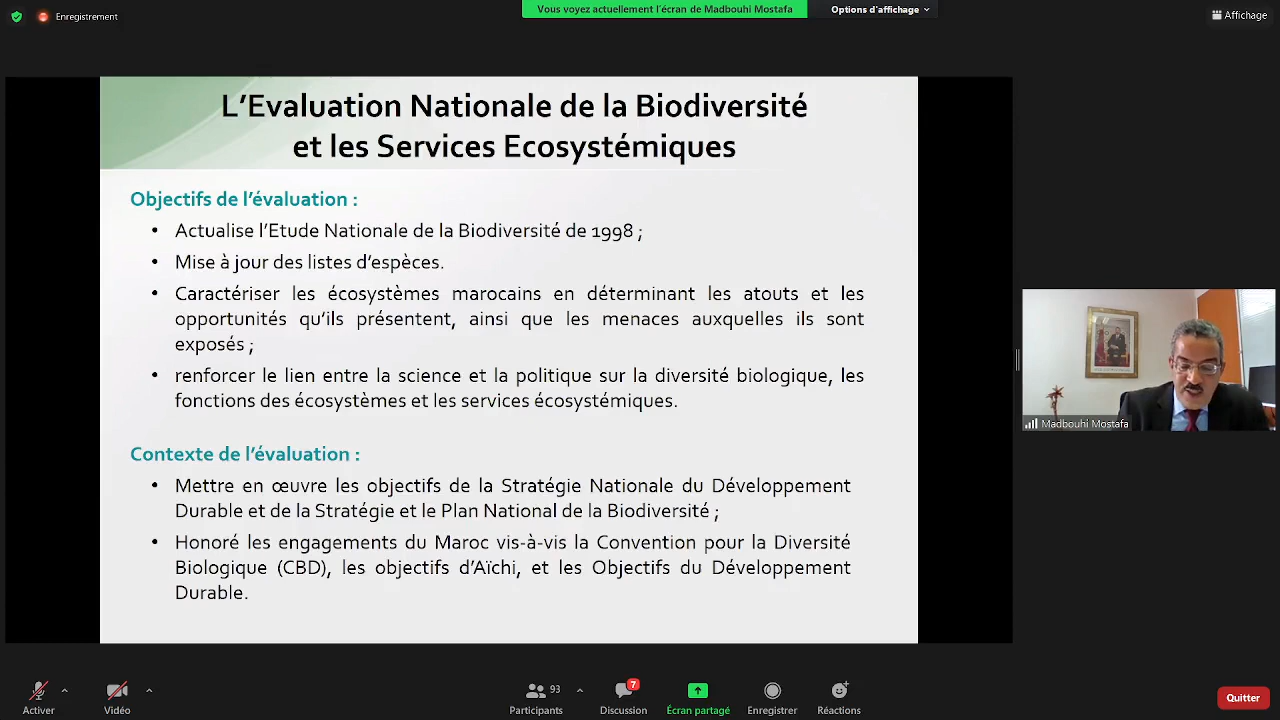 Enregistrement
Vous voyez actuellement l'écran de Madbouhi Mostafa
Options d'affichage
Affichage
L'Evaluation Nationale de la Biodiversité
et les Services Ecosystémiques
Objectifs de l'évaluation :
• Actualise l'Etude Nationale de la Biodiversité de 1998 ;
• Mise à jour des listes d'espèces.
• Caractériser les écosystèmes marocains en déterminant les atouts et les
opportunités qu'ils présentent, ainsi que les menaces auxquelles ils sont
exposés ;
• renforcer le lien entre la science et la politique sur la diversité biologique, les
fonctions des écosystèmes et les services écosystémiques.
Contexte de l'évaluation :
• Mettre en œuvre les objectifs de la Stratégie Nationale du Développement
Durable et de la Stratégie et le Plan National de la Biodiversité ;
• Honoré les engagements du Maroc vis-à-vis la Convention pour la Diversité
Biologique (CBD), les objectifs d'Aïchi, et les Objectifs du Développement
Durable.
Madbouhi Mostafa
Activer
Vidéo
93
Participants
7
Discussion
Écran partagé
Enregistrer
Réactions
Quitter